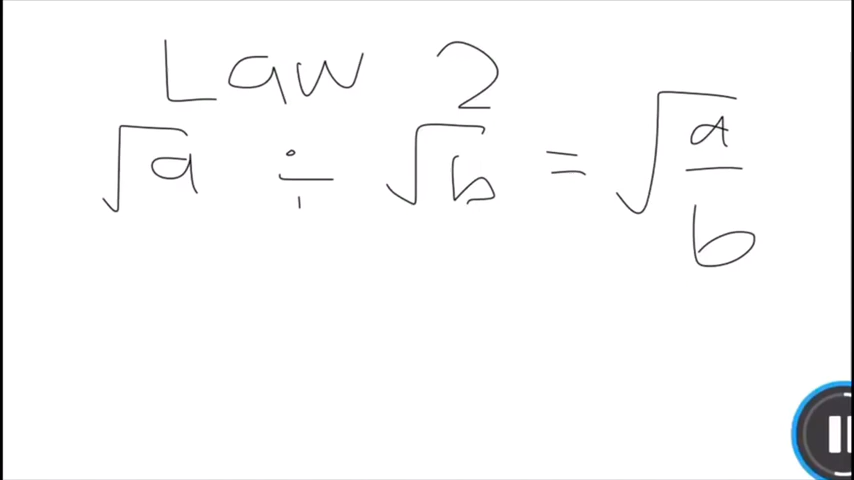 Law 2
√a ÷ √b = √(a/b)